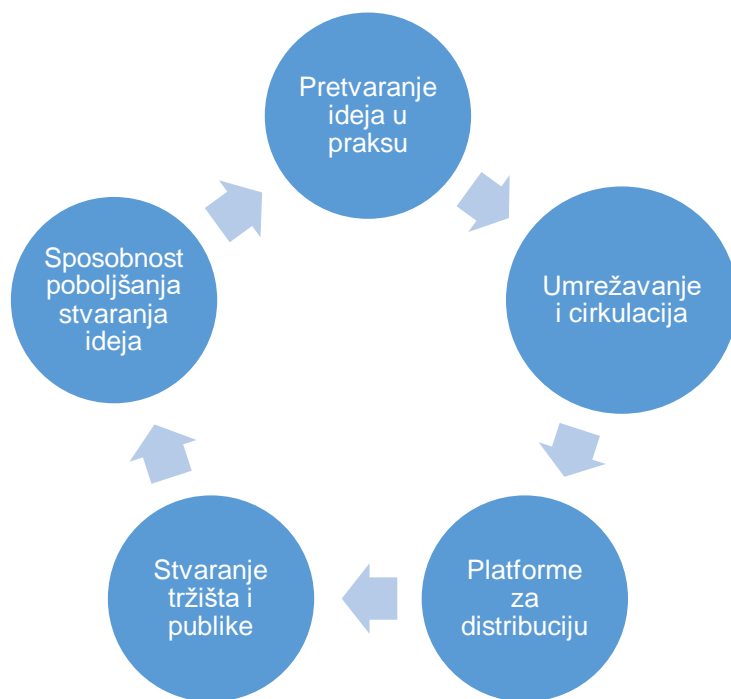 Pretvaranje
ideja u
praksu
Umrežavanje
i cirkulacija
Platforme
za
distribuciju
Stvaranje
tržišta i
publike
Sposobnost
poboljšanja
stvaranja
ideja